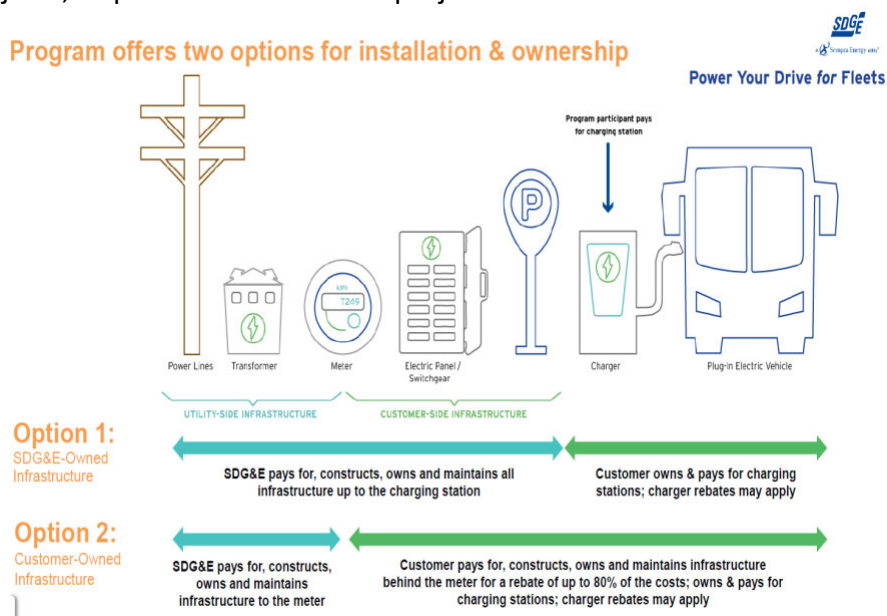 Program offers two options for installation & ownership
SDGE
A Sempra Energy utility®
Power Your Drive for Fleets
Program participant pays
for charging station
P
kWh
7249
Power Lines
Transformer
Meter
Electric Panel /
Switchgear
Charger
Plug-in Electric Vehicle
UTILITY-SIDE INFRASTRUCTURE
CUSTOMER-SIDE INFRASTRUCTURE
Option 1:
SDG&E-Owned
Infrastructure
SDG&E pays for, constructs, owns and maintains all
infrastructure up to the charging station
Customer owns & pays for charging
stations; charger rebates may apply
Option 2:
Customer-Owned
Infrastructure
SDG&E pays for, constructs,
owns and maintains
infrastructure to the meter
Customer pays for, constructs, owns and maintains infrastructure
behind the meter for a rebate of up to 80% of the costs; owns & pays for
charging stations; charger rebates may apply